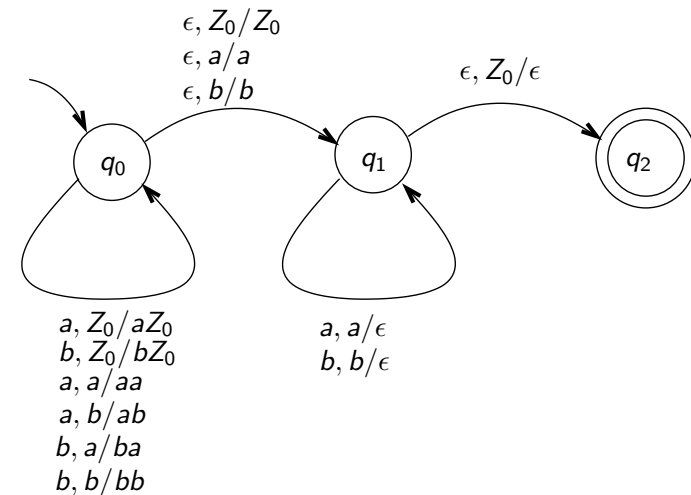 ϵ, Z₀/Z₀
ϵ, a/a
ϵ, b/b
ϵ, Z₀/ϵ
q₀
q₁
q₂
a, Z₀/aZ₀
b, Z₀/bZ₀
a, a/aa
a, b/ab
b, a/ba
b, b/bb
a, a/ϵ
b, b/ϵ